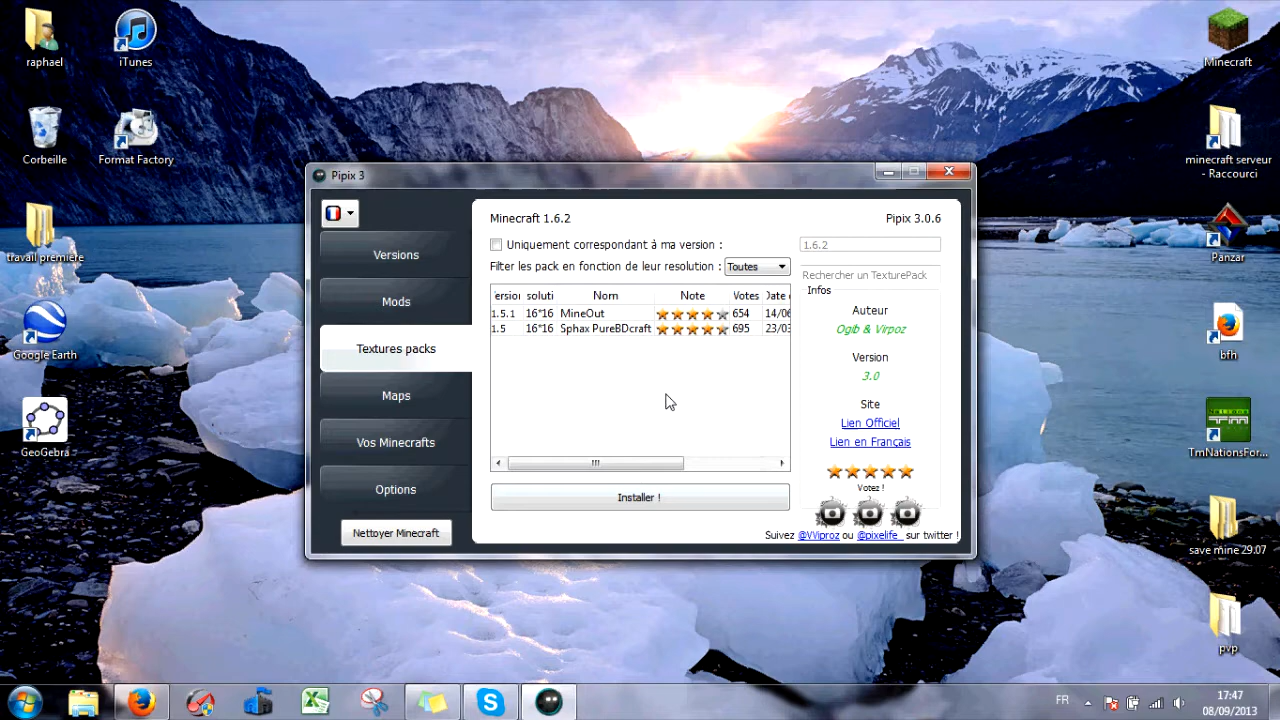 raphael
iTunes
Minecraft
Corbeille
Format Factory
minecraft serveur
- Raccourci
travail première
Panzar
Google Earth
bfh
GeoGebra
TmNationsFor...
save mine 29.07
pvp
Pipix 3
Versions
Mods
Textures packs
Maps
Vos Minecrafts
Options
Nettoyer Minecraft
Minecraft 1.6.2
Pipix 3.0.6
Uniquement correspondant à ma version :
1.6.2
Filter les pack en fonction de leur resolution :
Toutes
Rechercher un TexturePack
ersion soluti Nom Note Votes Date
1.5.1 16*16 MineOut 654 14/06
1.5 16*16 Sphax PureBDcraft 695 23/03
Installer !
Infos
Auteur
Ogib & Virpoz
Version
3.0
Site
Lien Officiel
Lien en Français
Votez !
Suivez @VViproz ou @pixelife_ sur twitter !
FR
17:47
08/09/2013